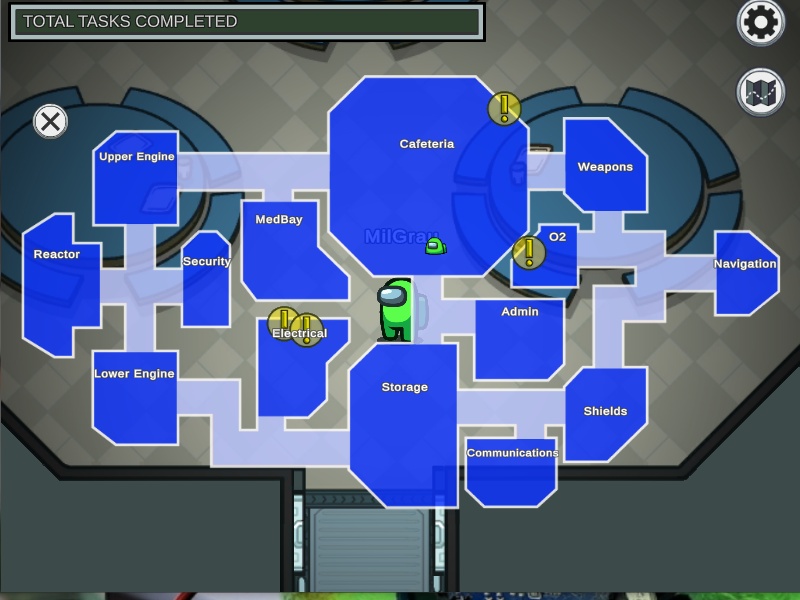 TOTAL TASKS COMPLETED
Cafeteria
Upper Engine
Weapons
MedBay
O2
Reactor
Security
Navigation
Admin
Electrical
Lower Engine
Storage
Shields
Communications